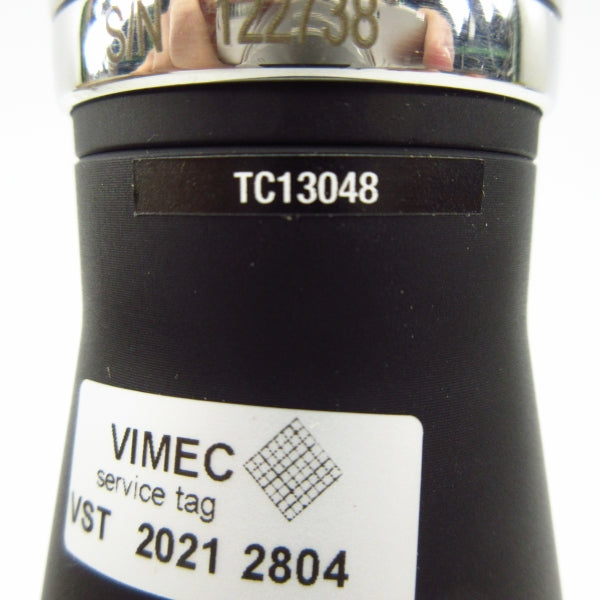 S/N 122738
TC13048
VIMEC
service tag
VST 2021 2804